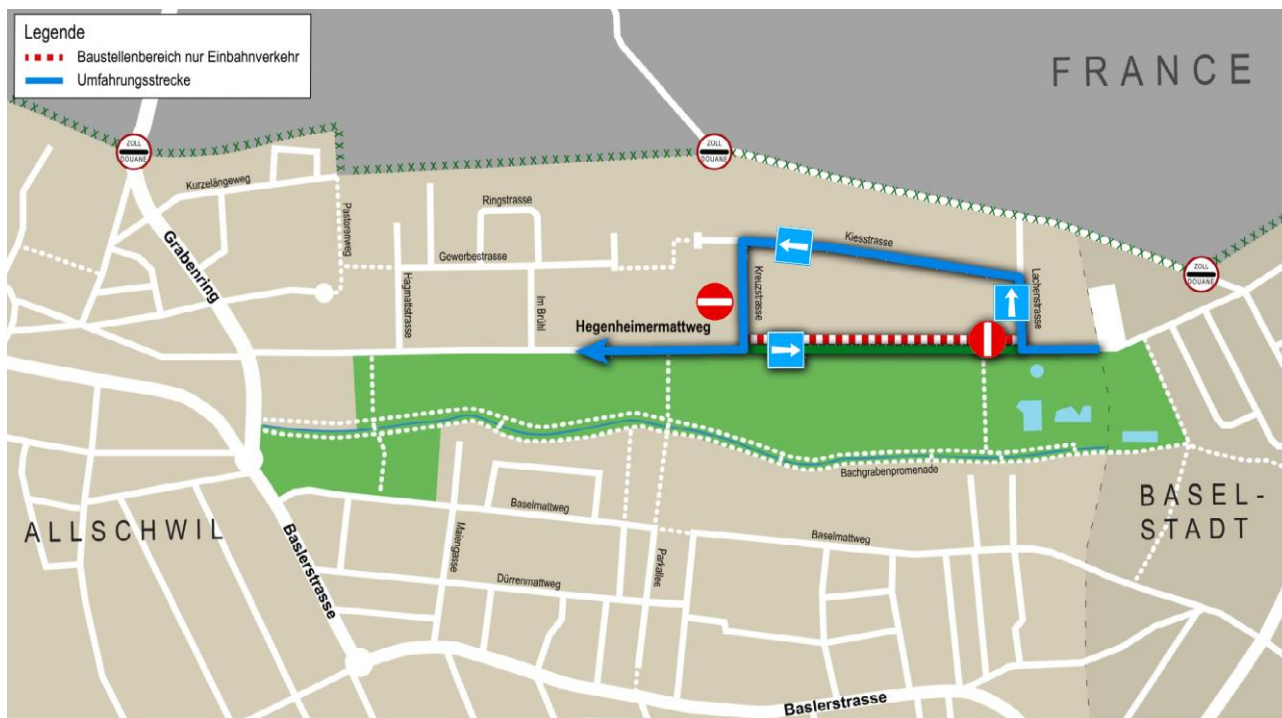 Legende
Baustellenbereich nur Einbahnverkehr
Umfahrungsstrecke
FRANCE
ZOLL
DOUANE
ZOLL
DOUANE
Kurzelängeweg
Pastoranweg
Ringstrasse
Grabenring
Gewerbestrasse
Kiesstrasse
ZOLL
DOUANE
Hagmattstrasse
Im Brühl
Kreuzstrasse
Lachenstrasse
Hegenheimermattweg
Bachgrabenpromenade
ALLSCHWIL
BASEL-
STADT
Baselmattweg
Baselmattweg
Baslerstrasse
Maiengasse
Parkallee
Dürrenmattweg
Baslerstrasse